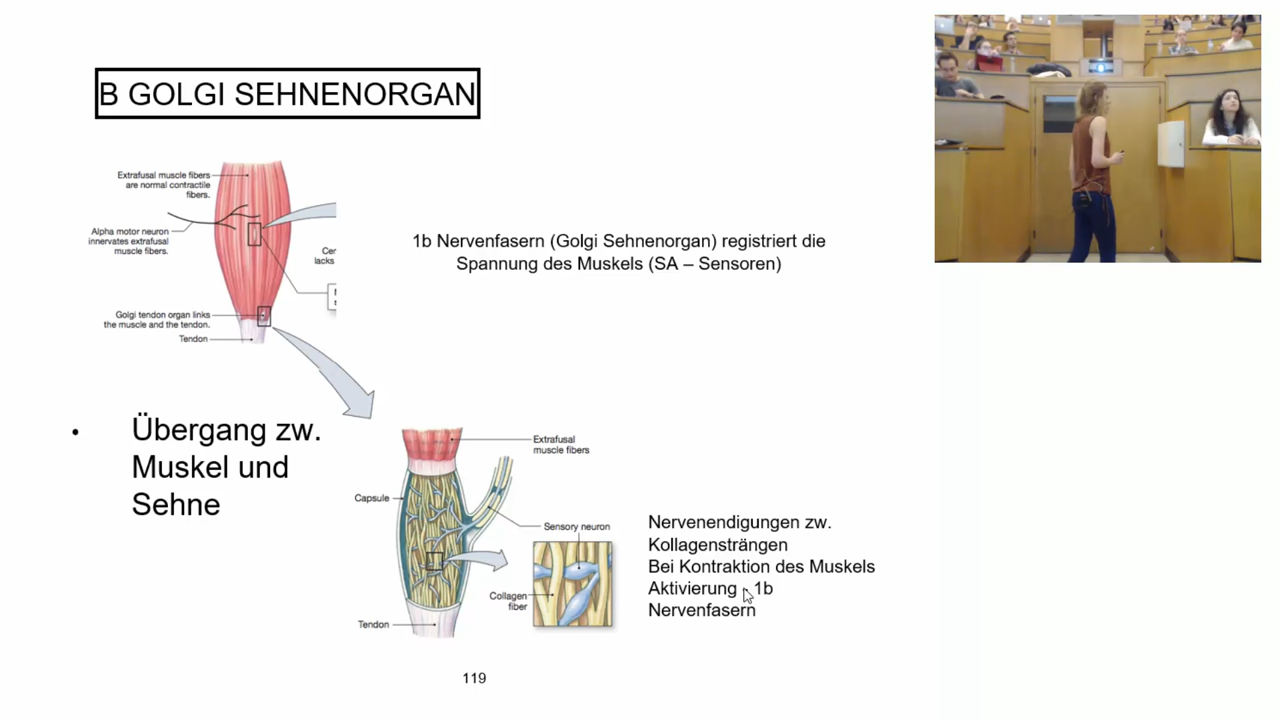 B GOLGI SEHNENORGAN
Extrafusal muscle fibers
are normal contractile
fibers.
Alpha motor neuron
innervates extrafusal
muscle fibers.
Cer
lacks
Golgi tendon organ links
the muscle and the tendon.
Tendon
1b Nervenfasern (Golgi Sehnenorgan) registriert die
Spannung des Muskels (SA – Sensoren)
• Übergang zw.
Muskel und
Sehne
Extrafusal
muscle fibers
Capsule
Sensory neuron
Collagen
fiber
Tendon
Nervenendigungen zw.
Kollagensträngen
Bei Kontraktion des Muskels
Aktivierung 1b
Nervenfasern
119